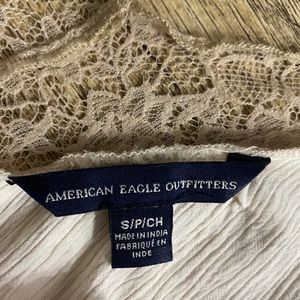 AMERICAN EAGLE OUTFITTERS
S/P/CH
MADE IN INDIA
FABRIQUÉ EN
INDE